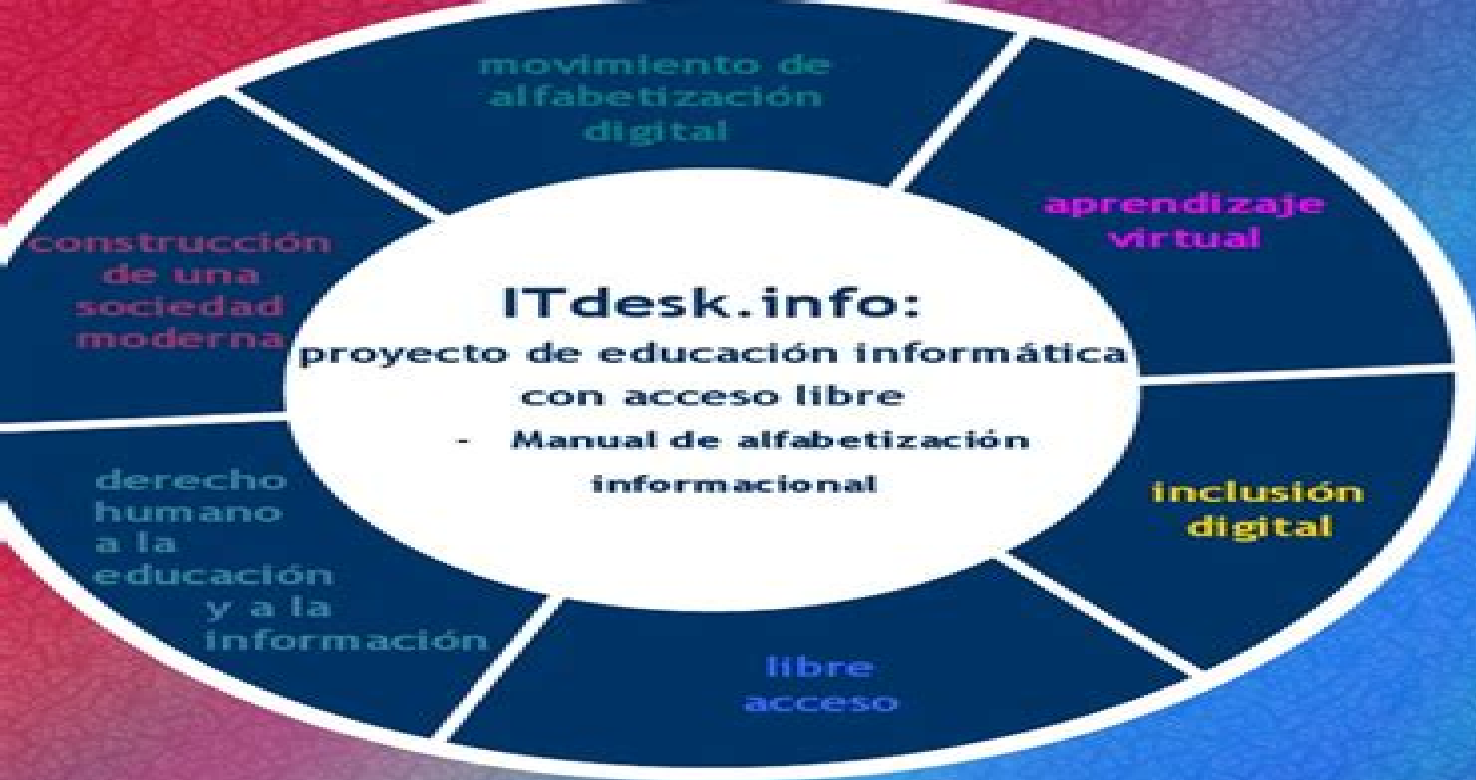 movimiento de
alfabetización
digital
aprendizaje
virtual
construcción
de una
sociedad
moderna
ITdesk.info:
proyecto de educación informática
con acceso libre
- Manual de alfabetización
informacional
inclusión
digital
derecho
humano
a la
educación
y a la
información
libre
acceso